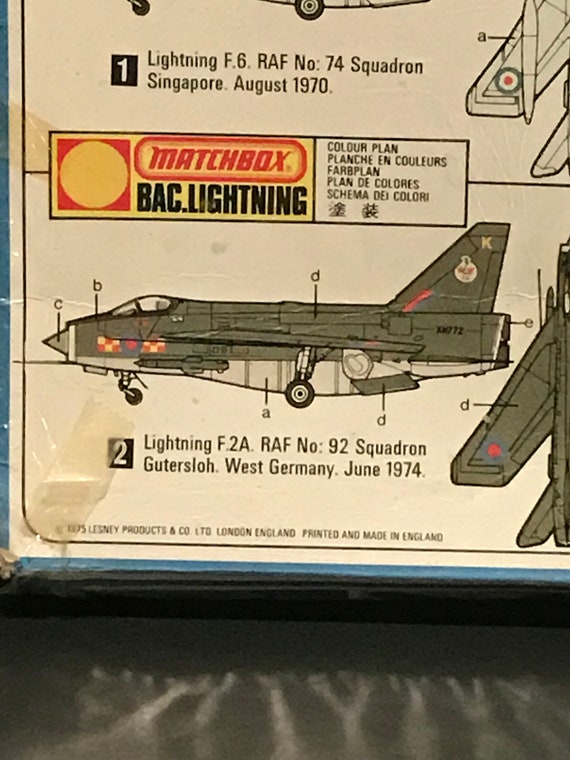 a
1
Lightning F.6. RAF No: 74 Squadron
Singapore. August 1970.
MATCHBOX
BAC.LIGHTNING
COLOUR PLAN
PLANCHE EN COULEURS
FARBPLAN
PLAN DE COLORES
SCHEMA DEI COLORI
塗 装
K
d
b
c
e
XN772
d
a
d
2
Lightning F.2A. RAF No: 92 Squadron
Gutersloh. West Germany. June 1974.
© 1975 LESNEY PRODUCTS & CO. LTD. LONDON ENGLAND PRINTED AND MADE IN ENGLAND